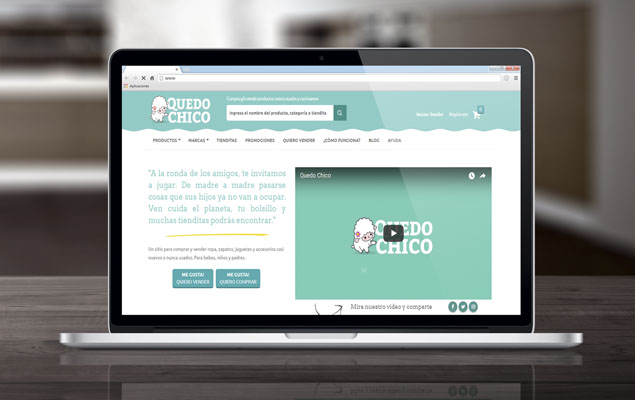 Aplicaciones
QUEDO
CHICO
Compra y/o vende productos casi sin usados y casi nuevos
Ingresa el nombre del producto, categoría o tiendita
Iniciar Sesión
Regístrate
0
PRODUCTOS
MARCAS
TIENDITAS
PROMOCIONES
QUIERO VENDER
¿CÓMO FUNCIONA?
BLOG
AYUDA
"A la ronda de los amigos, te invitamos
a jugar. De madre a madre pasarse
cosas que sus hijos ya no van a ocupar.
Ven cuida el planeta, tu bolsillo y
muchas tienditas podrás encontrar."
Un sitio para comprar y vender ropa, zapatos, juguetes y accesorios casi
nuevos o nunca usados. Para bebes, niños y padres.
ME GUSTA!
QUIERO VENDER
ME GUSTA!
QUIERO COMPRAR
Quedo Chico
QUEDO
CHICO
Mira nuestro video y comparte